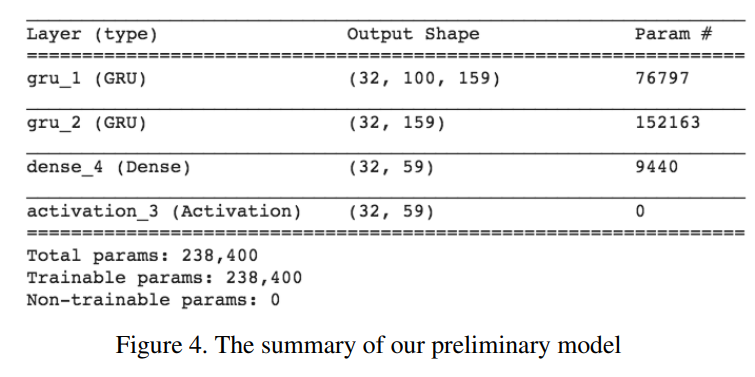 Layer (type) Output Shape Param #
=================================================================
gru_1 (GRU) (32, 100, 159) 76797
gru_2 (GRU) (32, 159) 152163
dense_4 (Dense) (32, 59) 9440
activation_3 (Activation) (32, 59) 0
=================================================================
Total params: 238,400
Trainable params: 238,400
Non-trainable params: 0
Figure 4. The summary of our preliminary model